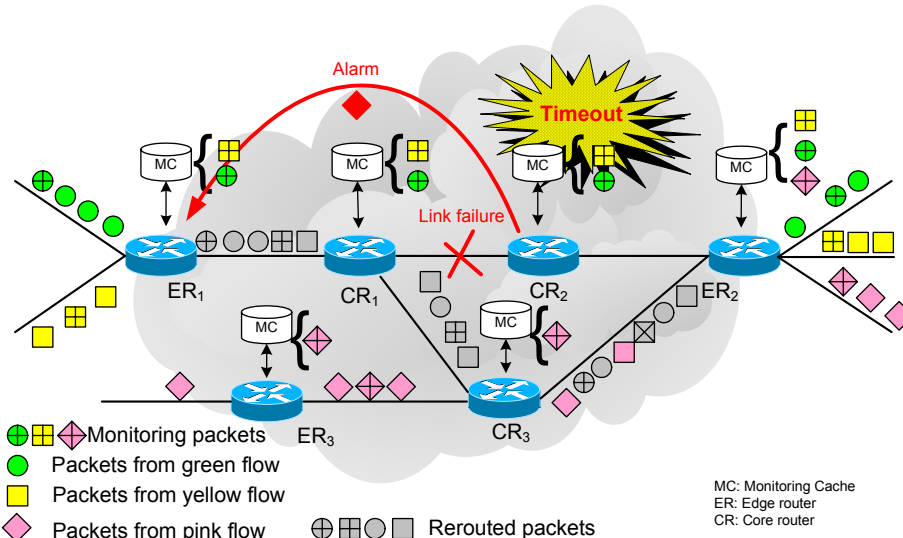 Alarm
Timeout
MC
MC
MC
MC
Link failure
ER1
CR1
CR2
ER2
MC
MC
ER3
CR3
Monitoring packets
Packets from green flow
Packets from yellow flow
Packets from pink flow
Rerouted packets
MC: Monitoring Cache
ER: Edge router
CR: Core router